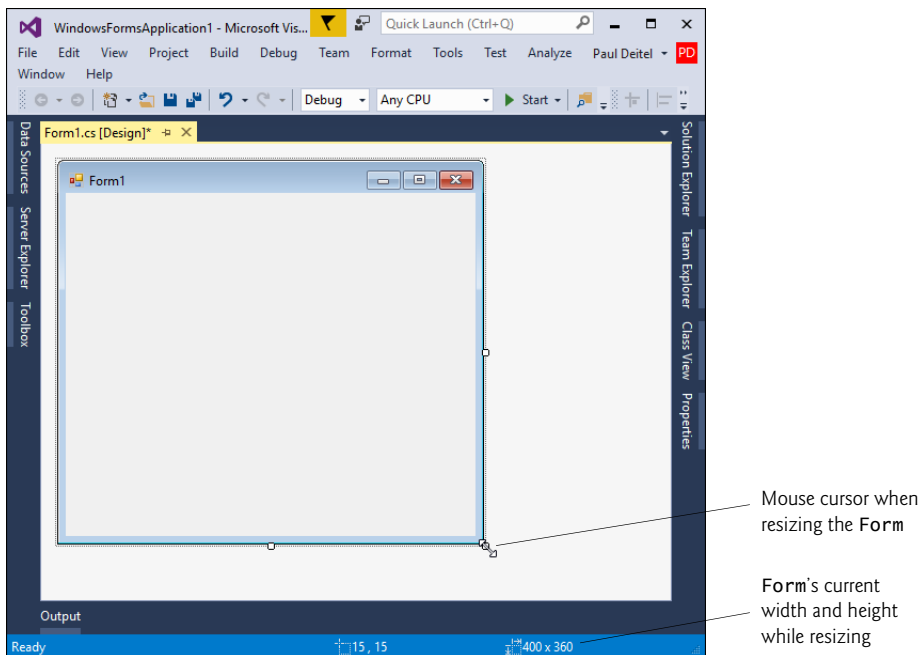 WindowsFormsApplication1 - Microsoft Vis...
Quick Launch (Ctrl+Q)
File Edit View Project Build Debug Team Format Tools Test Analyze Paul Deitel PD
Window Help
Debug Any CPU Start
Data Sources
Server Explorer
Toolbox
Form1.cs [Design]*
Form1
Solution Explorer
Team Explorer
Class View
Properties
Mouse cursor when
resizing the Form
Form's current
width and height
while resizing
Output
Ready 15 , 15 400 x 360